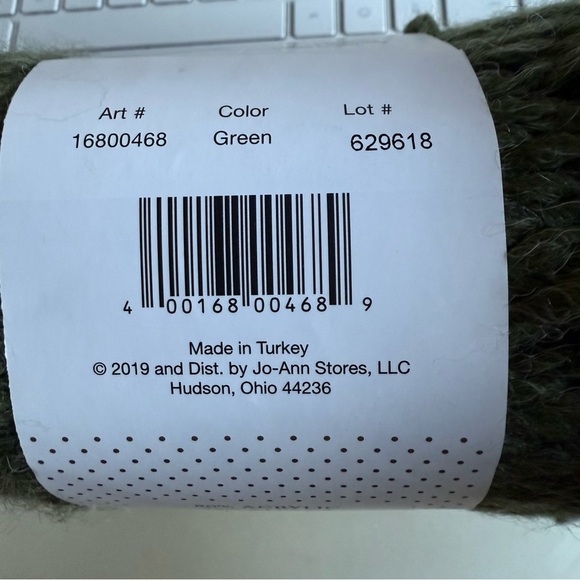 Art # Color Lot #
16800468 Green 629618
4 00168 00468 9
Made in Turkey
© 2019 and Dist. by Jo-Ann Stores, LLC
Hudson, Ohio 44236